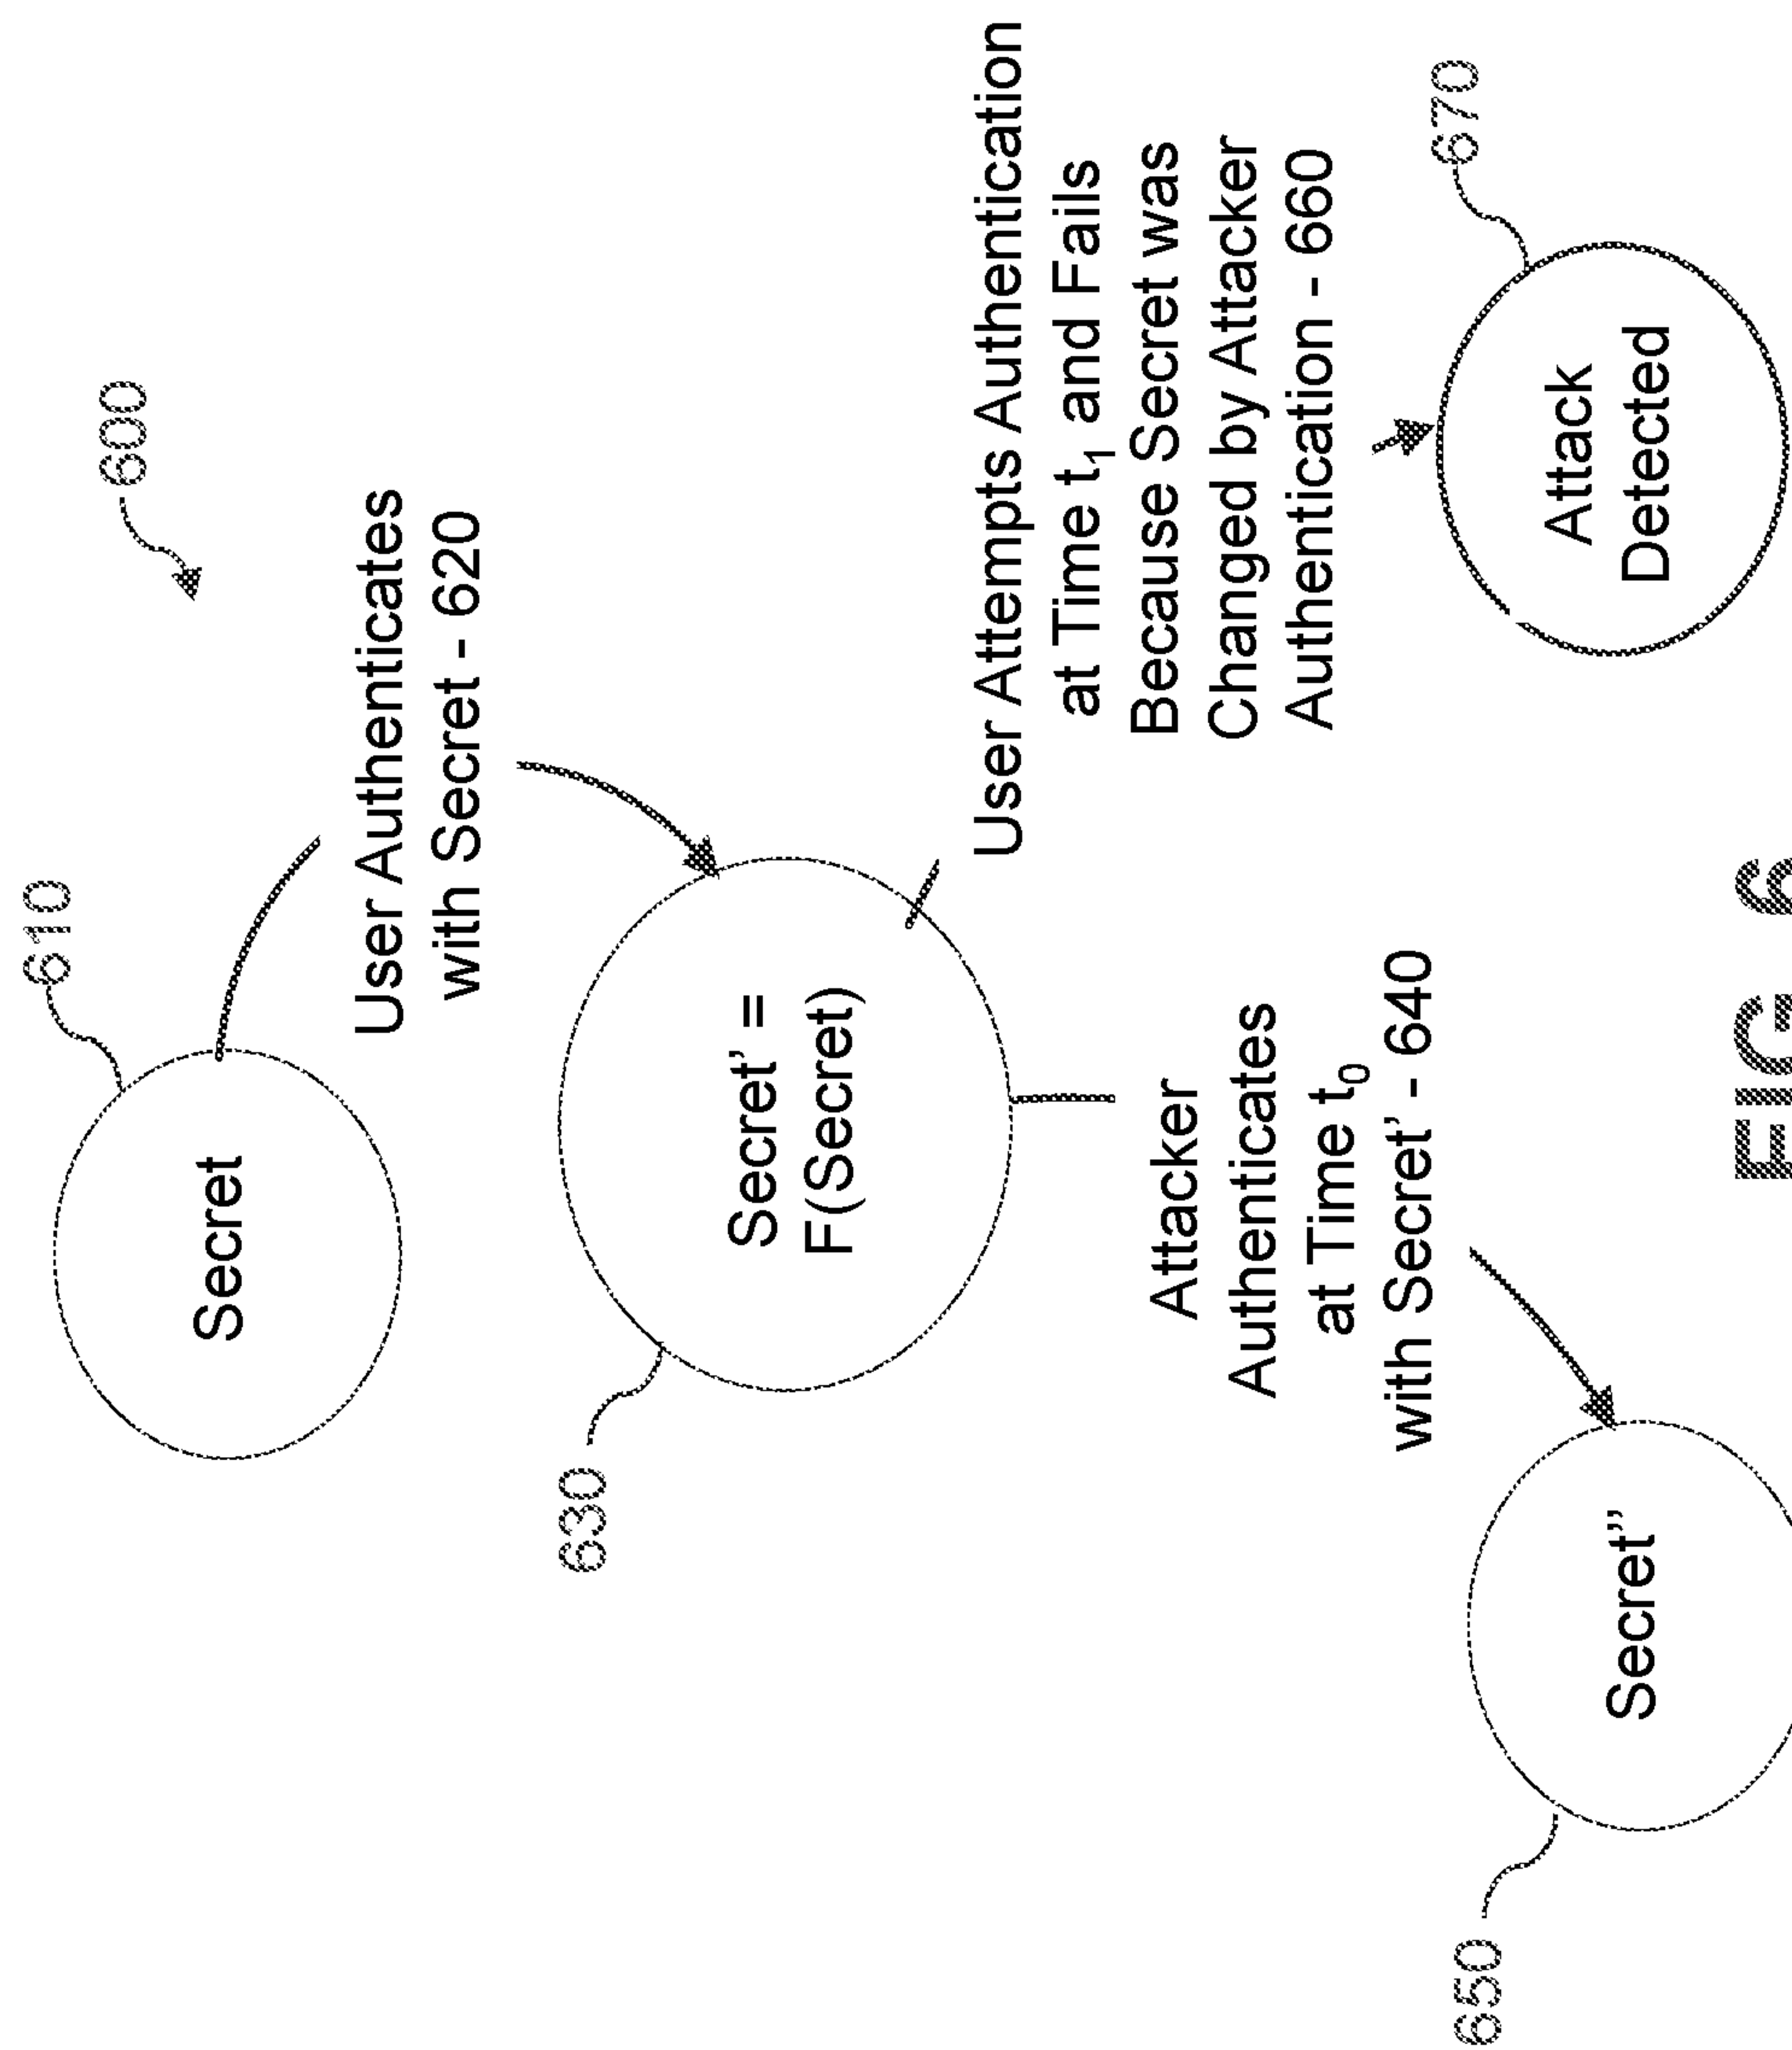 600
610
Secret
User Authenticates
with Secret - 620
630
Secret' =
F(Secret)
User Attempts Authentication
at Time t₁ and Fails
Because Secret was
Changed by Attacker
Authentication - 660
Attacker
Authenticates
at Time t₀
with Secret' - 640
650
Secret”
670
Attack
Detected
FIG. 6